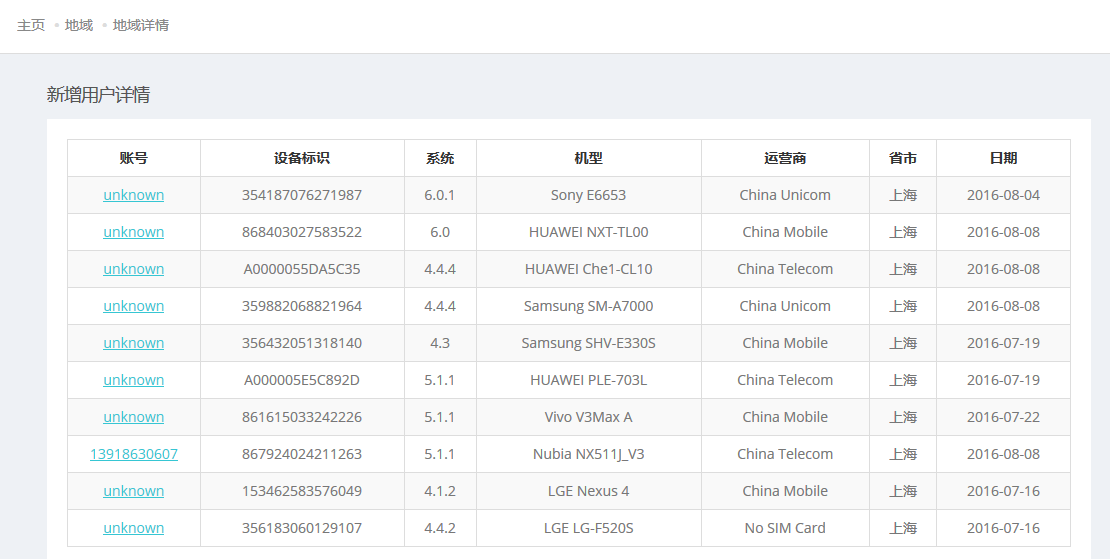 主页 地域 地域详情
新增用户详情
账号 设备标识 系统 机型 运营商 省市 日期
unknown 354187076271987 6.0.1 Sony E6653 China Unicom 上海 2016-08-04
unknown 868403027583522 6.0 HUAWEI NXT-TL00 China Mobile 上海 2016-08-08
unknown A0000055DA5C35 4.4.4 HUAWEI Che1-CL10 China Telecom 上海 2016-08-08
unknown 359882068821964 4.4.4 Samsung SM-A7000 China Unicom 上海 2016-08-08
unknown 356432051318140 4.3 Samsung SHV-E330S China Mobile 上海 2016-07-19
unknown A000005E5C892D 5.1.1 HUAWEI PLE-703L China Telecom 上海 2016-07-19
unknown 861615033242226 5.1.1 Vivo V3Max A China Mobile 上海 2016-07-22
13918630607 867924024211263 5.1.1 Nubia NX511J_V3 China Telecom 上海 2016-08-08
unknown 153462583576049 4.1.2 LGE Nexus 4 China Mobile 上海 2016-07-16
unknown 356183060129107 4.4.2 LGE LG-F520S No SIM Card 上海 2016-07-16